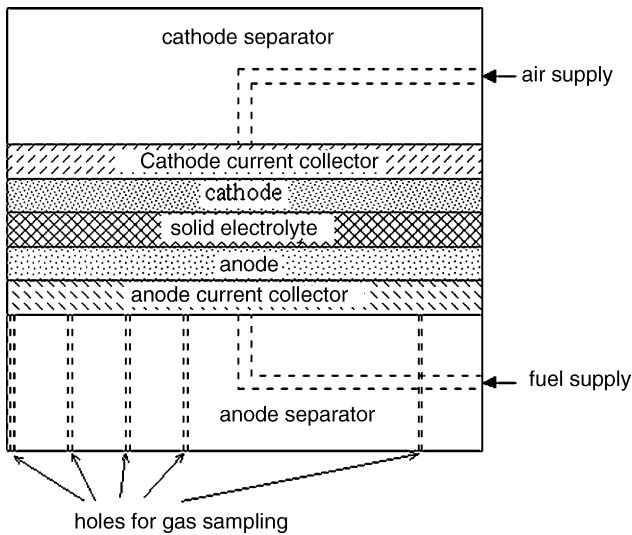 cathode separator
air supply
Cathode current collector
cathode
solid electrolyte
anode
anode current collector
fuel supply
anode separator
holes for gas sampling